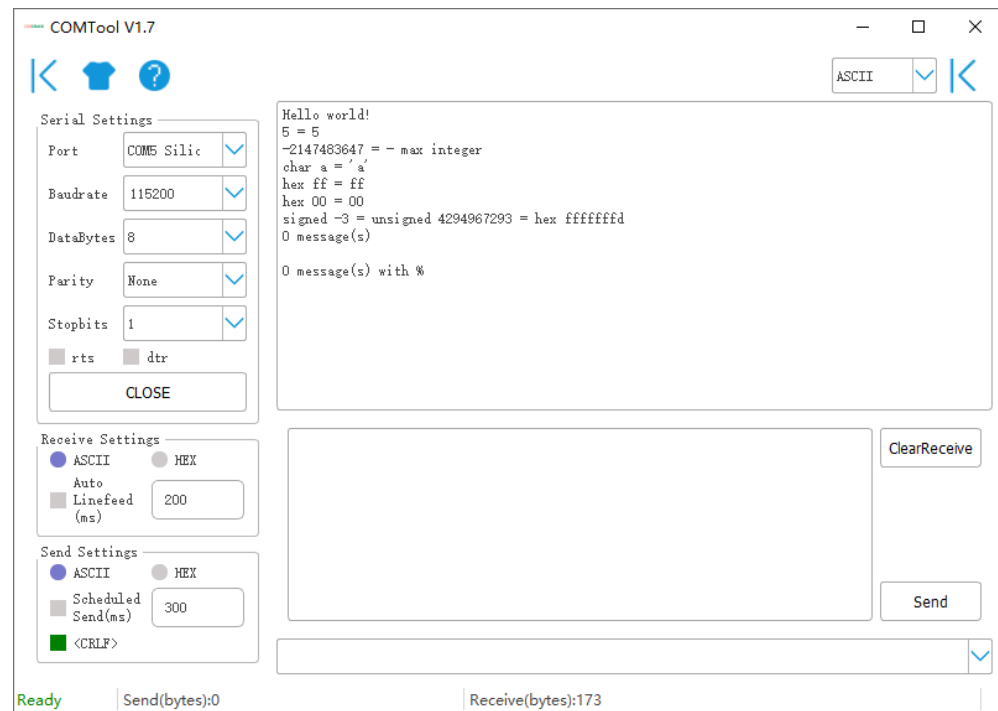 COMTool V1.7
ASCII
Serial Settings
Port COM5 Silic
Baudrate 115200
DataBytes 8
Parity None
Stopbits 1
rts dtr
CLOSE
Hello world!
5 = 5
-2147483647 = - max integer
char a = 'a'
hex ff = ff
hex 00 = 00
signed -3 = unsigned 4294967293 = hex fffffffd
0 message(s)
0 message(s) with %
Receive Settings
ASCII HEX
Auto
Linefeed
(ms)
200
ClearReceive
Send Settings
ASCII HEX
Scheduled
Send(ms)
300
<CRLF>
Send
Ready Send(bytes):0 Receive(bytes):173